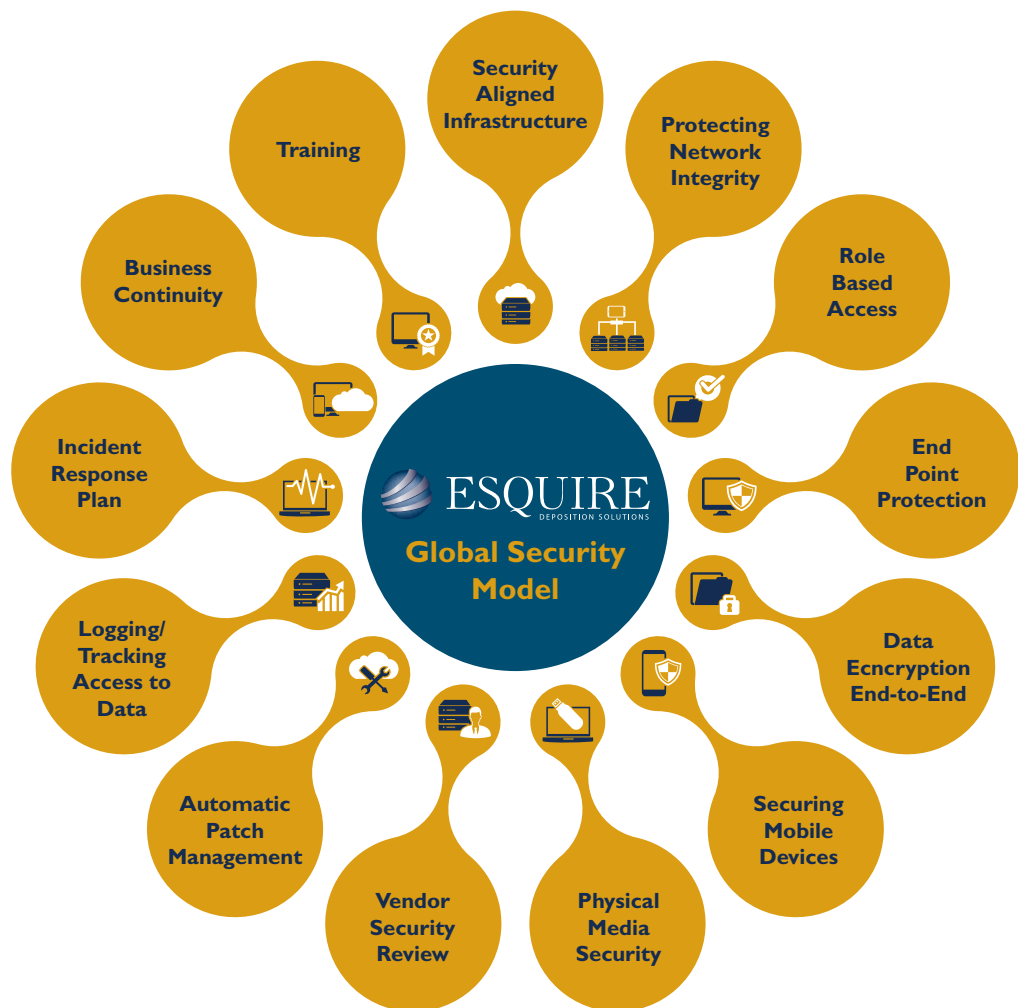 Security
Aligned
Infrastructure
Protecting
Network
Integrity
Role
Based
Access
End
Point
Protection
Data
Ecncryption
End-to-End
Securing
Mobile
Devices
Physical
Media
Security
Vendor
Security
Review
Automatic
Patch
Management
Logging/
Tracking
Access to
Data
Incident
Response
Plan
Business
Continuity
Training
ESQUIRE
DEPOSITION SOLUTIONS
Global Security
Model